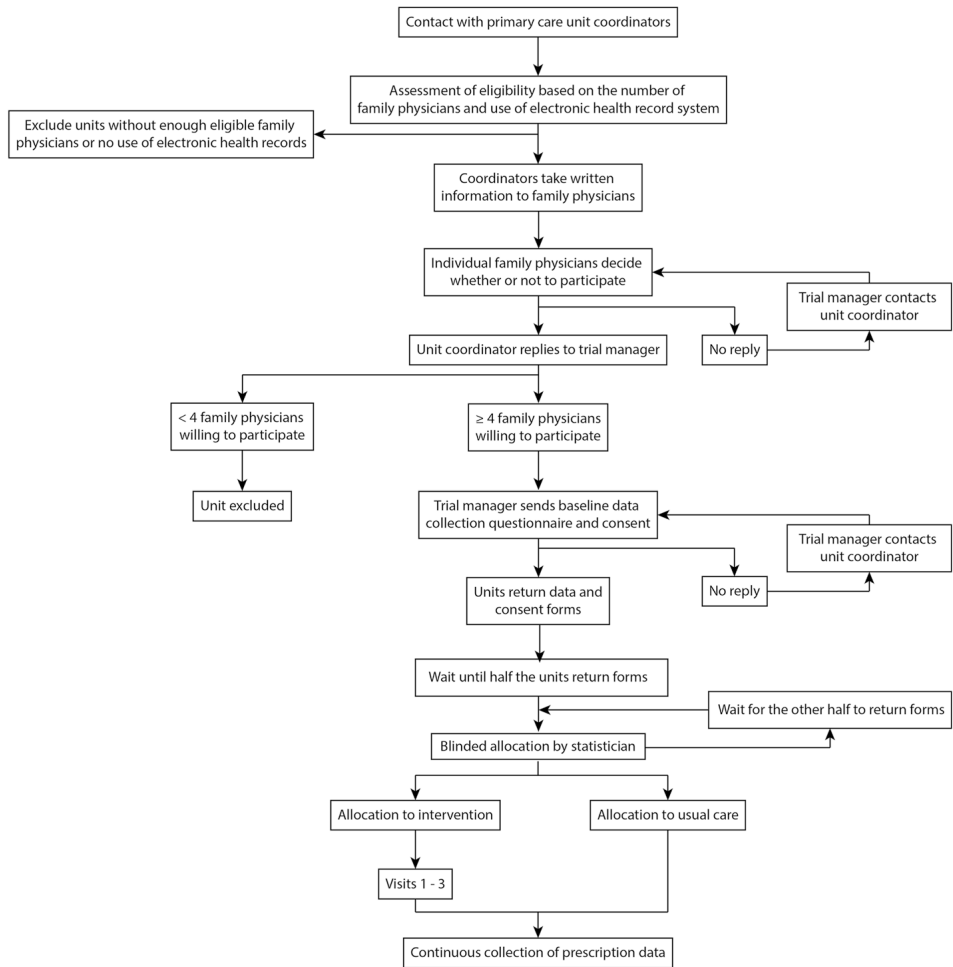 Contact with primary care unit coordinators
Assessment of eligibility based on the number of
family physicians and use of electronic health record system
Exclude units without enough eligible family
physicians or no use of electronic health records
Coordinators take written
information to family physicians
Individual family physicians decide
whether or not to participate
Trial manager contacts
unit coordinator
Unit coordinator replies to trial manager
No reply
< 4 family physicians
willing to participate
≥ 4 family physicians
willing to participate
Unit excluded
Trial manager sends baseline data
collection questionnaire and consent
Trial manager contacts
unit coordinator
Units return data and
consent forms
No reply
Wait until half the units return forms
Wait for the other half to return forms
Blinded allocation by statistician
Allocation to intervention
Allocation to usual care
Visits 1 - 3
Continuous collection of prescription data